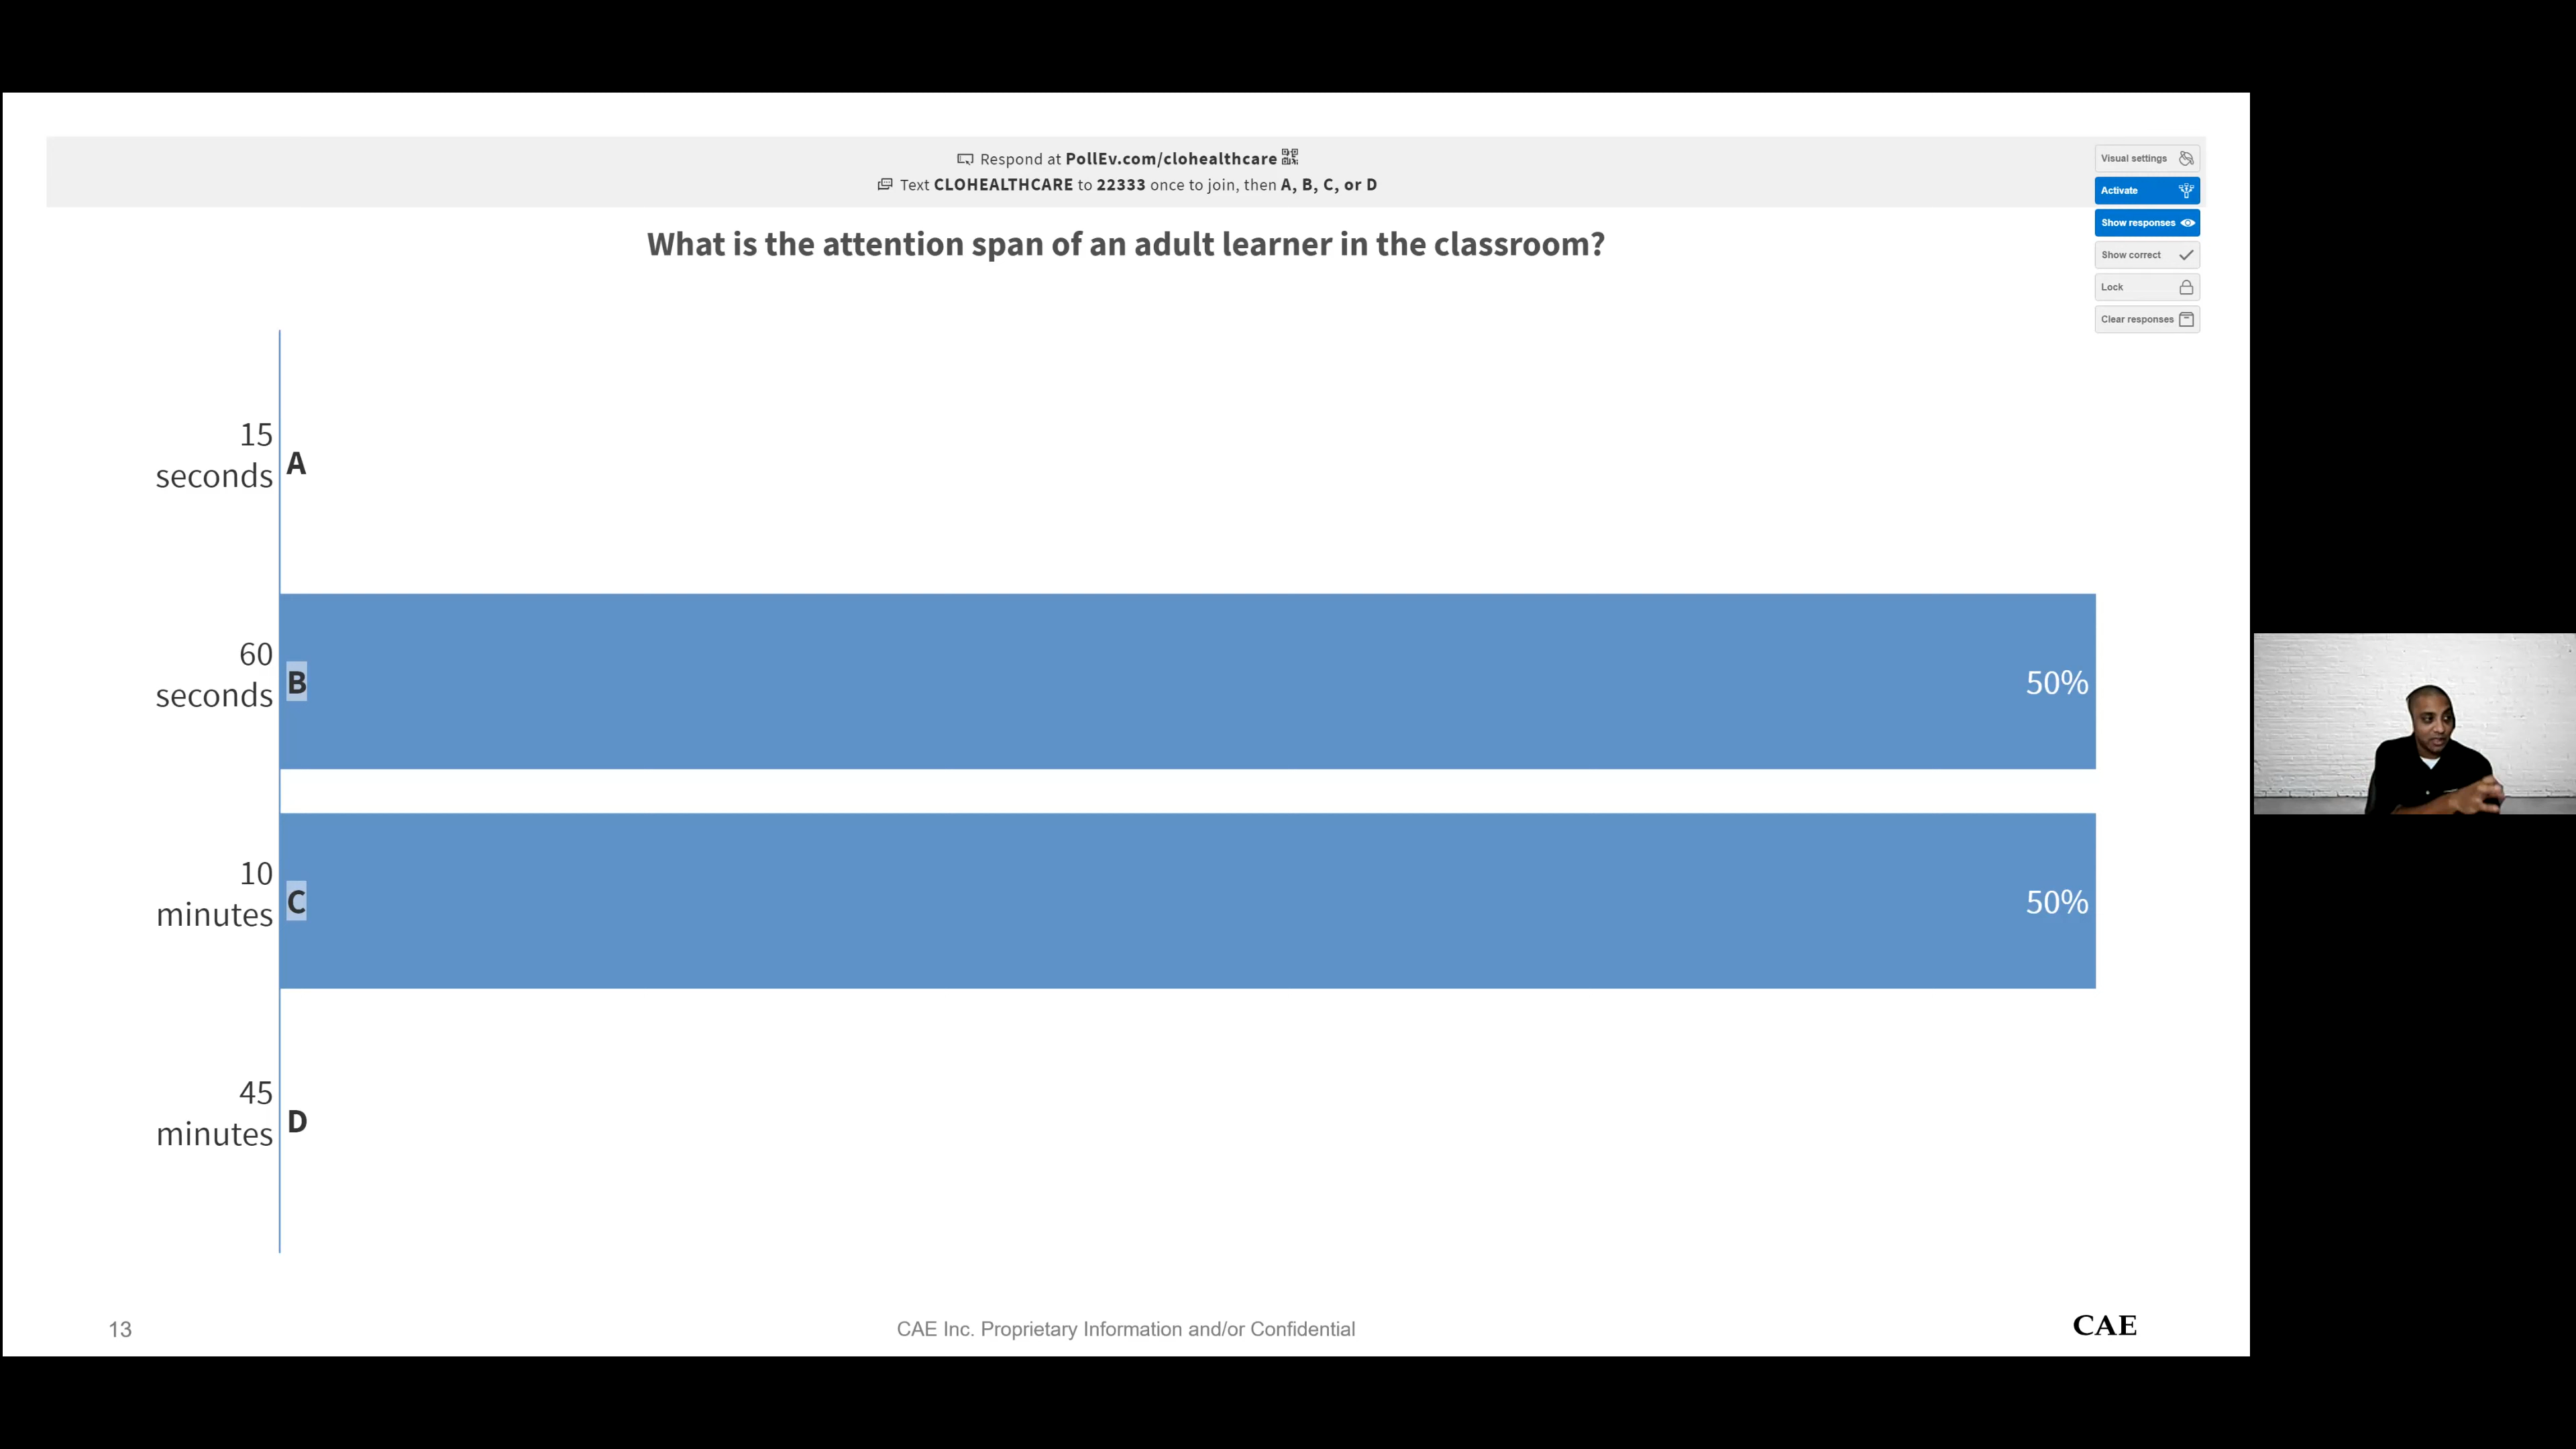 Respond at PollEv.com/clohealthcare
Text CLOHEALTHCARE to 22333 once to join, then A, B, C, or D
Visual settings
Activate
Show responses
Show correct
Lock
Clear responses
What is the attention span of an adult learner in the classroom?
15
seconds
A
60
seconds
B
50%
10
minutes
C
50%
45
minutes
D
13
CAE Inc. Proprietary Information and/or Confidential
CAE